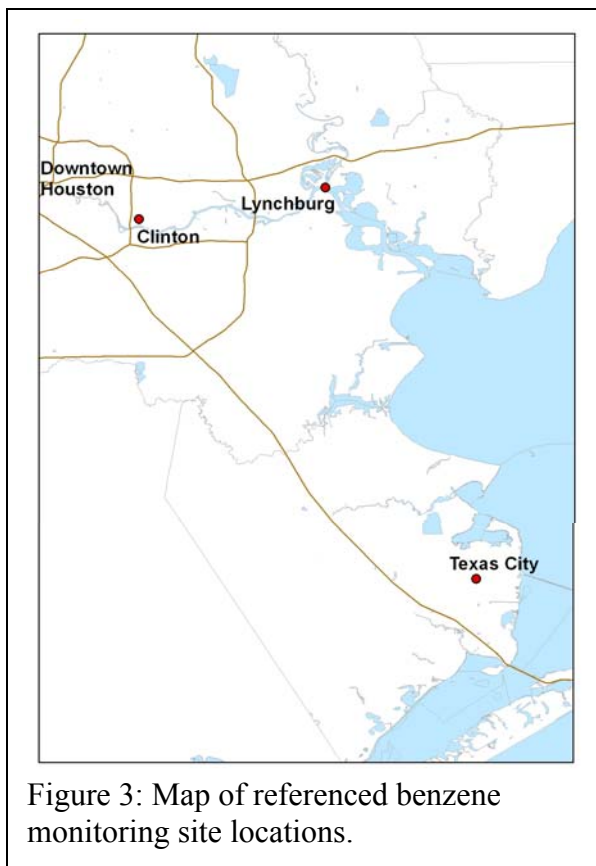 Downtown
Houston
Lynchburg
Clinton
Texas City
Figure 3: Map of referenced benzene
monitoring site locations.